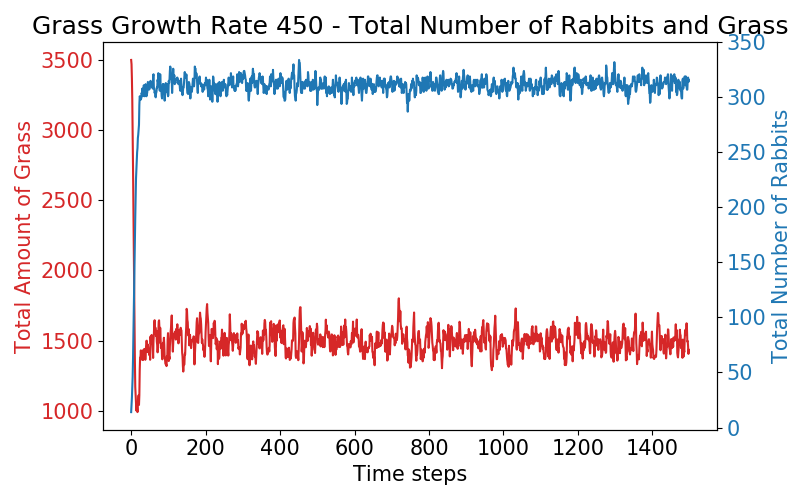 Grass Growth Rate 450 - Total Number of Rabbits and Grass
Total Amount of Grass
3500
3000
2500
2000
1500
1000
350
300
250
200
150
100
50
0
Total Number of Rabbits
0 200 400 600 800 1000 1200 1400
Time steps